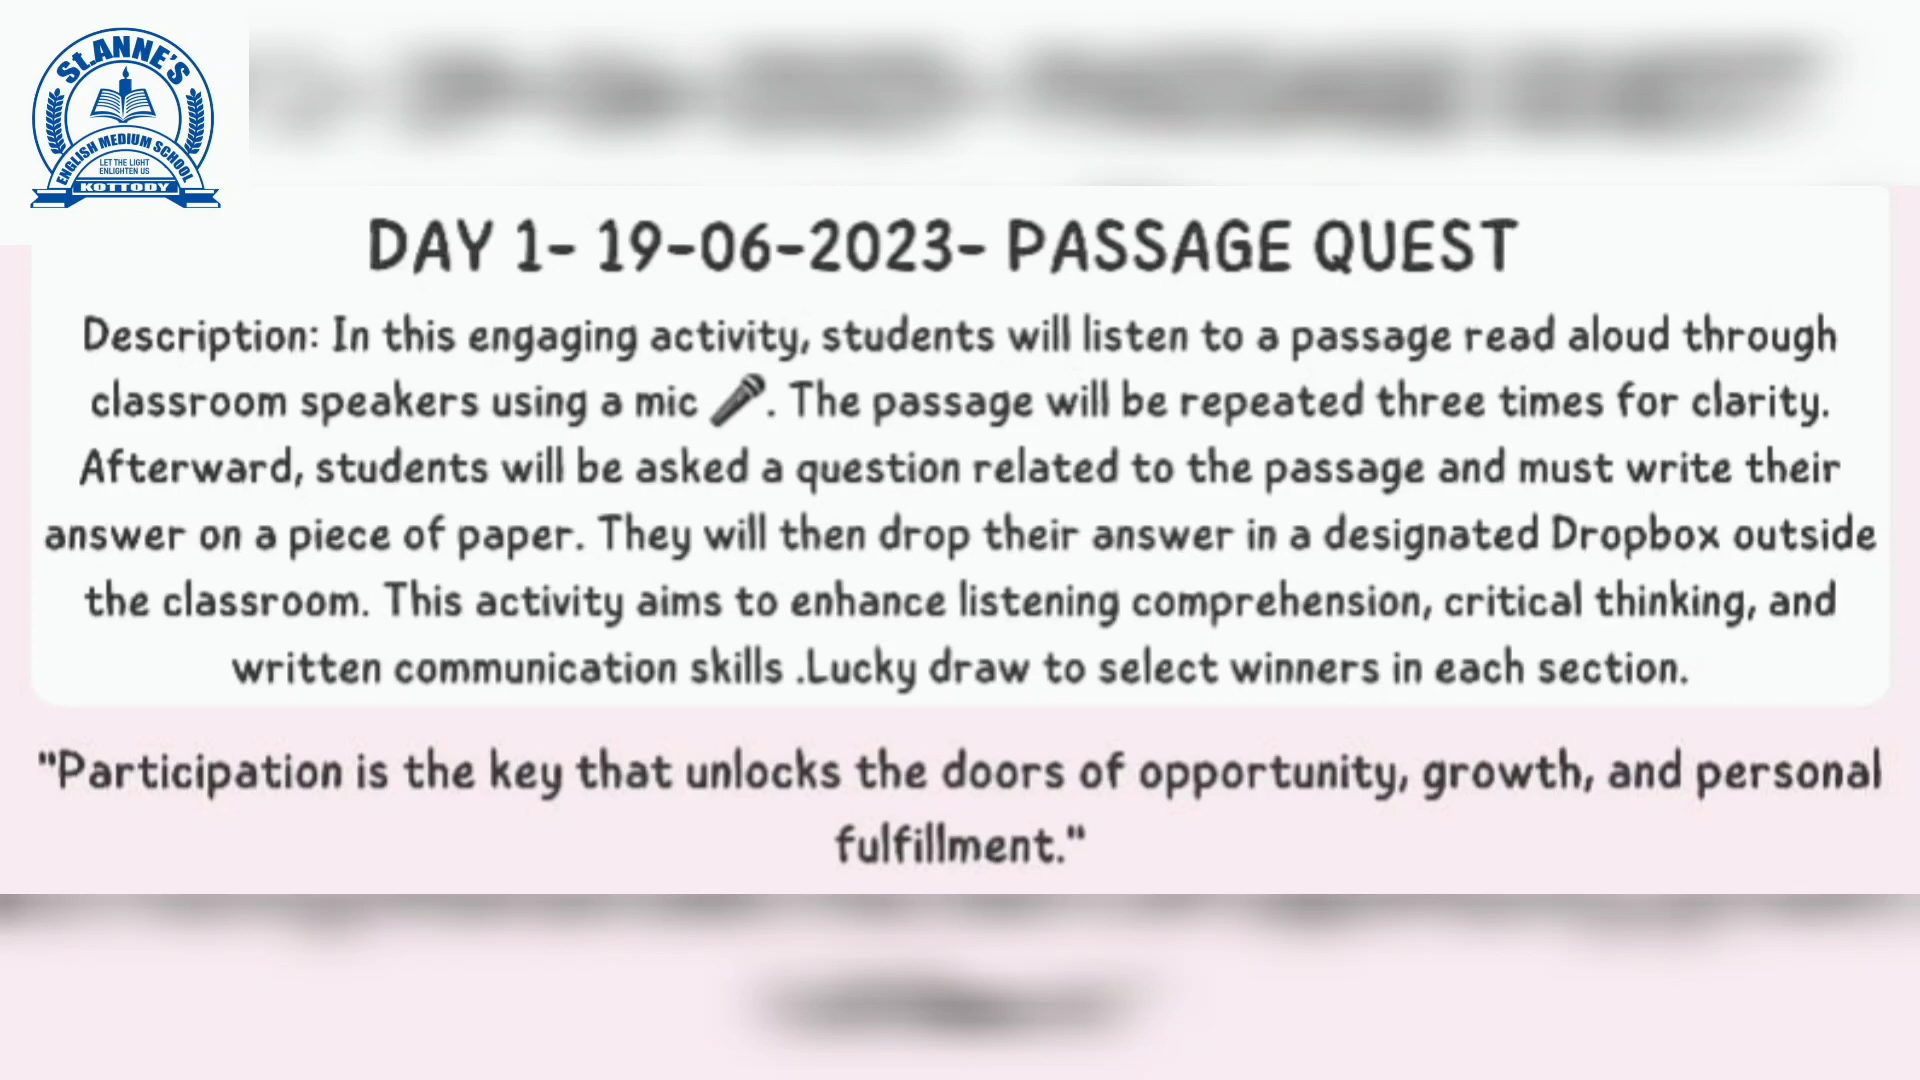 St. ANNE'S
ENGLISH MEDIUM SCHOOL
LET THE LIGHT
ENLIGHTEN US
KOTTODY
DAY 1- 19-06-2023- PASSAGE QUEST
Description: In this engaging activity, students will listen to a passage read aloud through
classroom speakers using a mic 🎤. The passage will be repeated three times for clarity.
Afterward, students will be asked a question related to the passage and must write their
answer on a piece of paper. They will then drop their answer in a designated Dropbox outside
the classroom. This activity aims to enhance listening comprehension, critical thinking, and
written communication skills .Lucky draw to select winners in each section.
"Participation is the key that unlocks the doors of opportunity, growth, and personal
fulfillment."